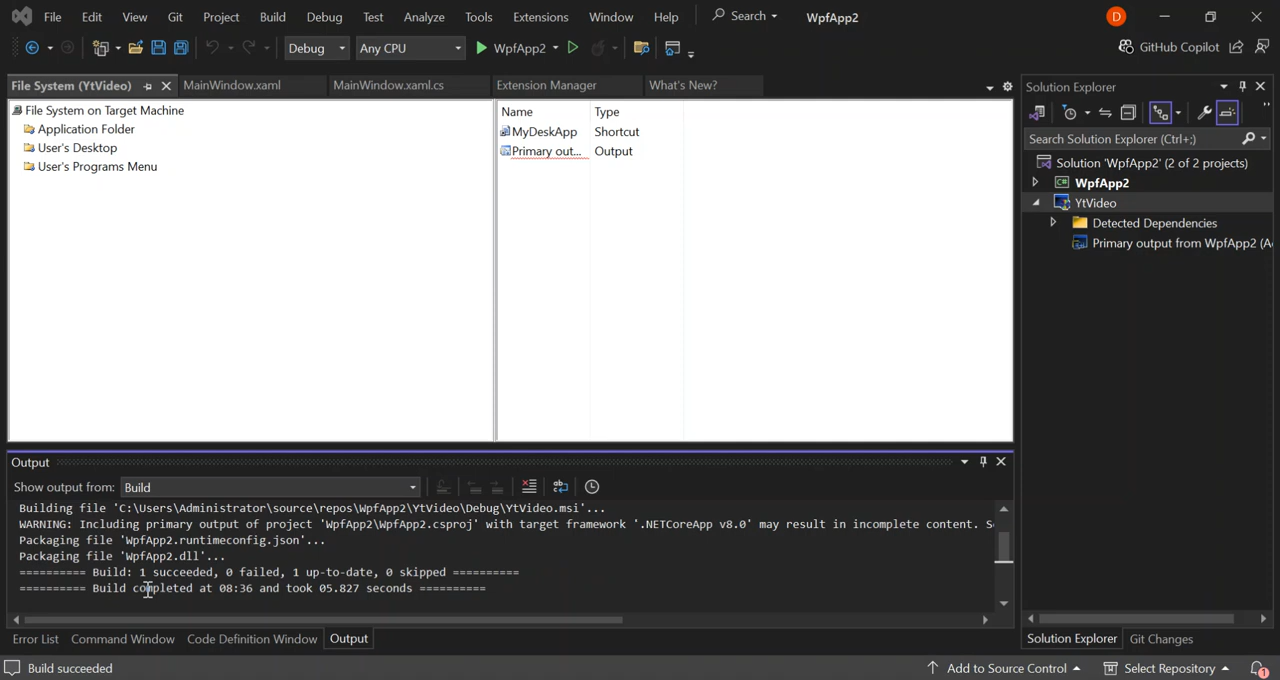 File Edit View Git Project Build Debug Test Analyze Tools Extensions Window Help Search WpfApp2 D
Debug Any CPU WpfApp2 GitHub Copilot
File System (YtVideo) MainWindow.xaml MainWindow.xaml.cs Extension Manager What's New? Solution Explorer
File System on Target Machine
Application Folder
User's Desktop
User's Programs Menu
Name Type
MyDeskApp Shortcut
Primary out... Output
Search Solution Explorer (Ctrl+;)
Solution 'WpfApp2' (2 of 2 projects)
WpfApp2
YtVideo
Detected Dependencies
Primary output from WpfApp2 (A
Output
Show output from: Build
Building file 'C:\Users\Administrator\source\repos\WpfApp2\YtVideo\Debug\YtVideo.msi'...
WARNING: Including primary output of project 'WpfApp2\WpfApp2.csproj' with target framework '.NETCoreApp v8.0' may result in incomplete content. S
Packaging file 'WpfApp2.runtimeconfig.json'...
Packaging file 'WpfApp2.dll'...
========== Build: 1 succeeded, 0 failed, 1 up-to-date, 0 skipped ==========
========== Build completed at 08:36 and took 05.827 seconds ==========
Error List Command Window Code Definition Window Output Solution Explorer Git Changes
Build succeeded Add to Source Control Select Repository 1